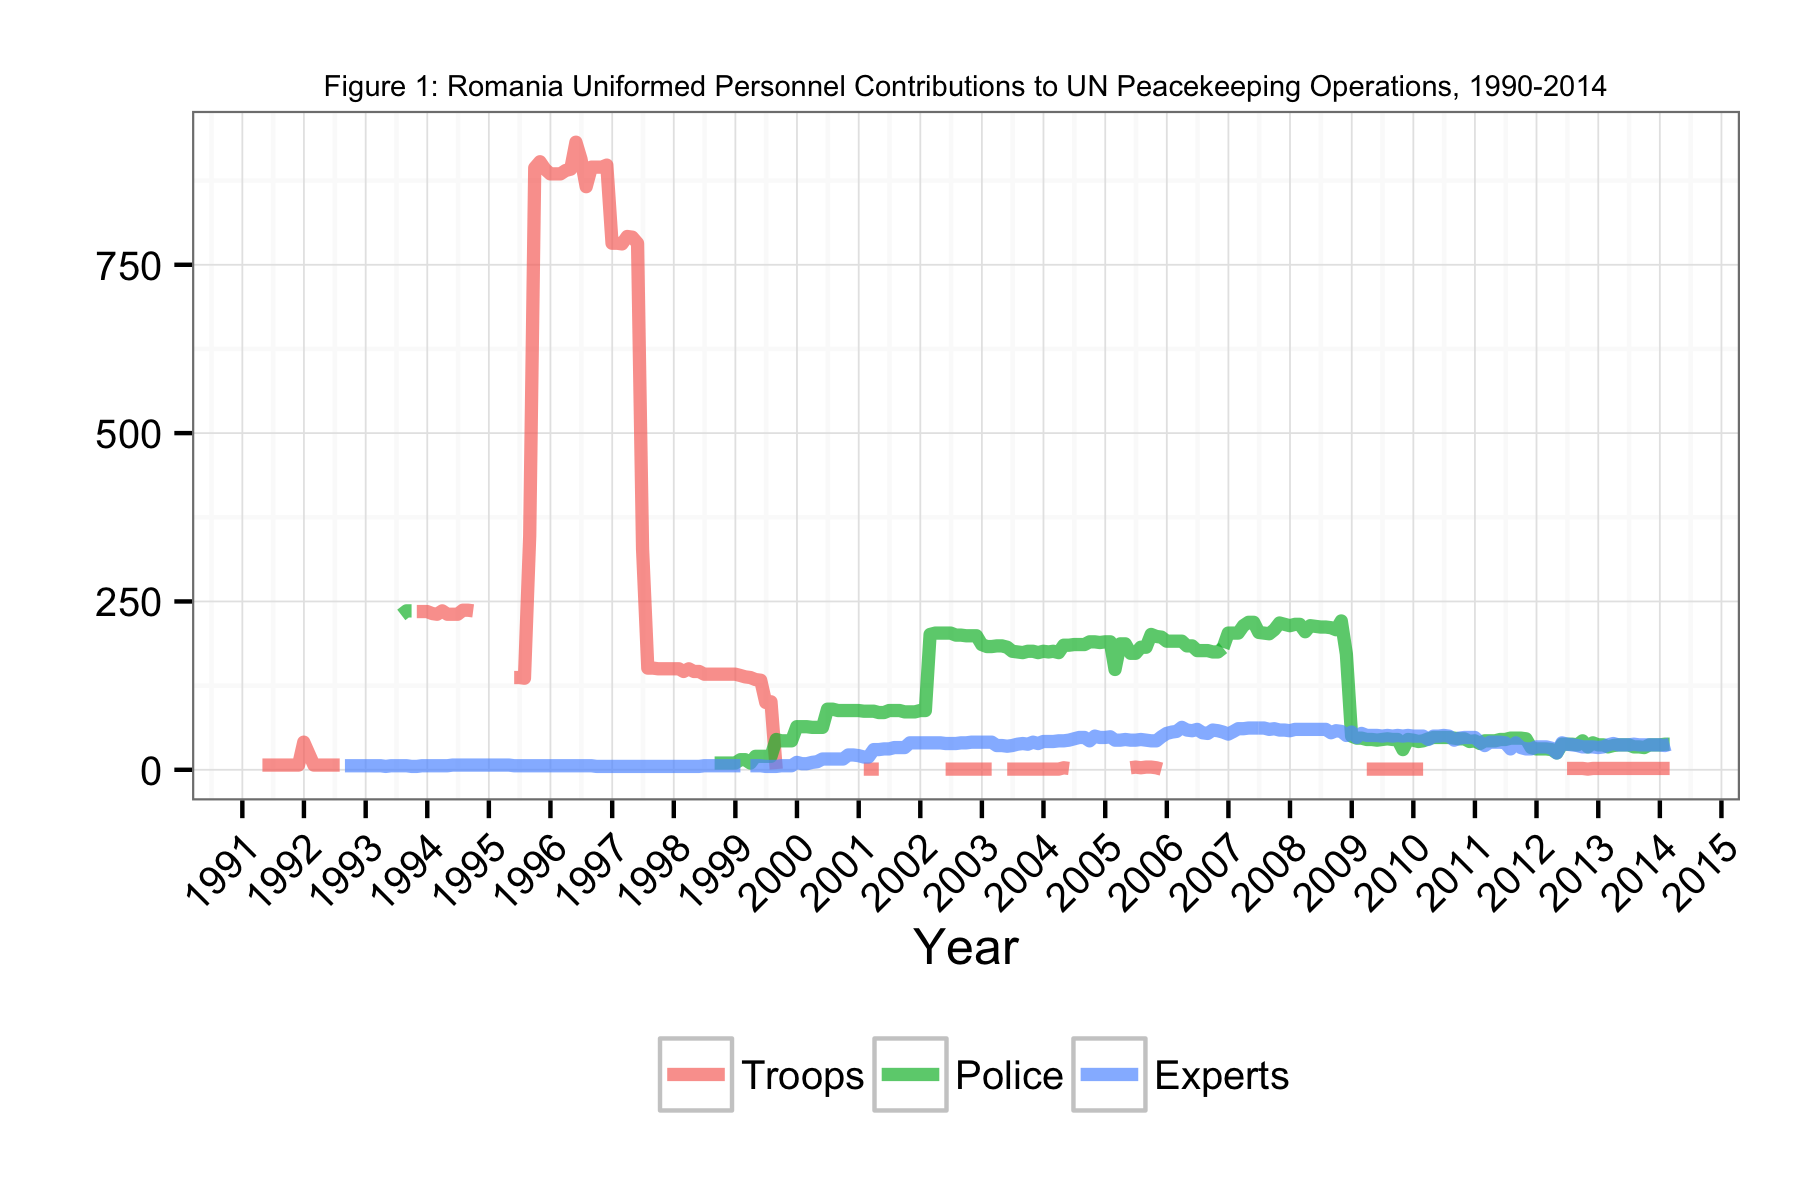 Figure 1: Romania Uniformed Personnel Contributions to UN Peacekeeping Operations, 1990-2014
750
500
250
0
1991 1992 1993 1994 1995 1996 1997 1998 1999 2000 2001 2002 2003 2004 2005 2006 2007 2008 2009 2010 2011 2012 2013 2014 2015
Year
Troops Police Experts